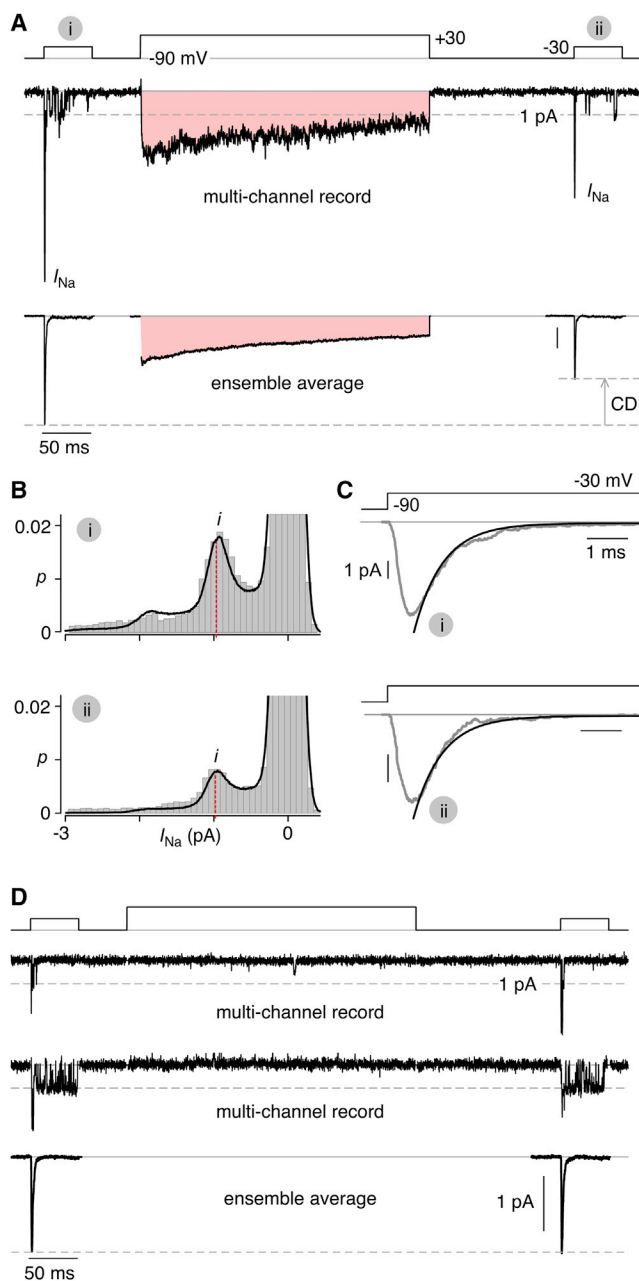 A
i
ii
-90 mV
+30
-30
1 pA
multi-channel record
I_Na
I_Na
ensemble average
CD
50 ms
B
C
i
i
0.02
p
0
-30 mV
-90
1 pA
1 ms
i
ii
i
0.02
p
0
-3
0
I_Na (pA)
ii
D
1 pA
multi-channel record
multi-channel record
ensemble average
1 pA
50 ms